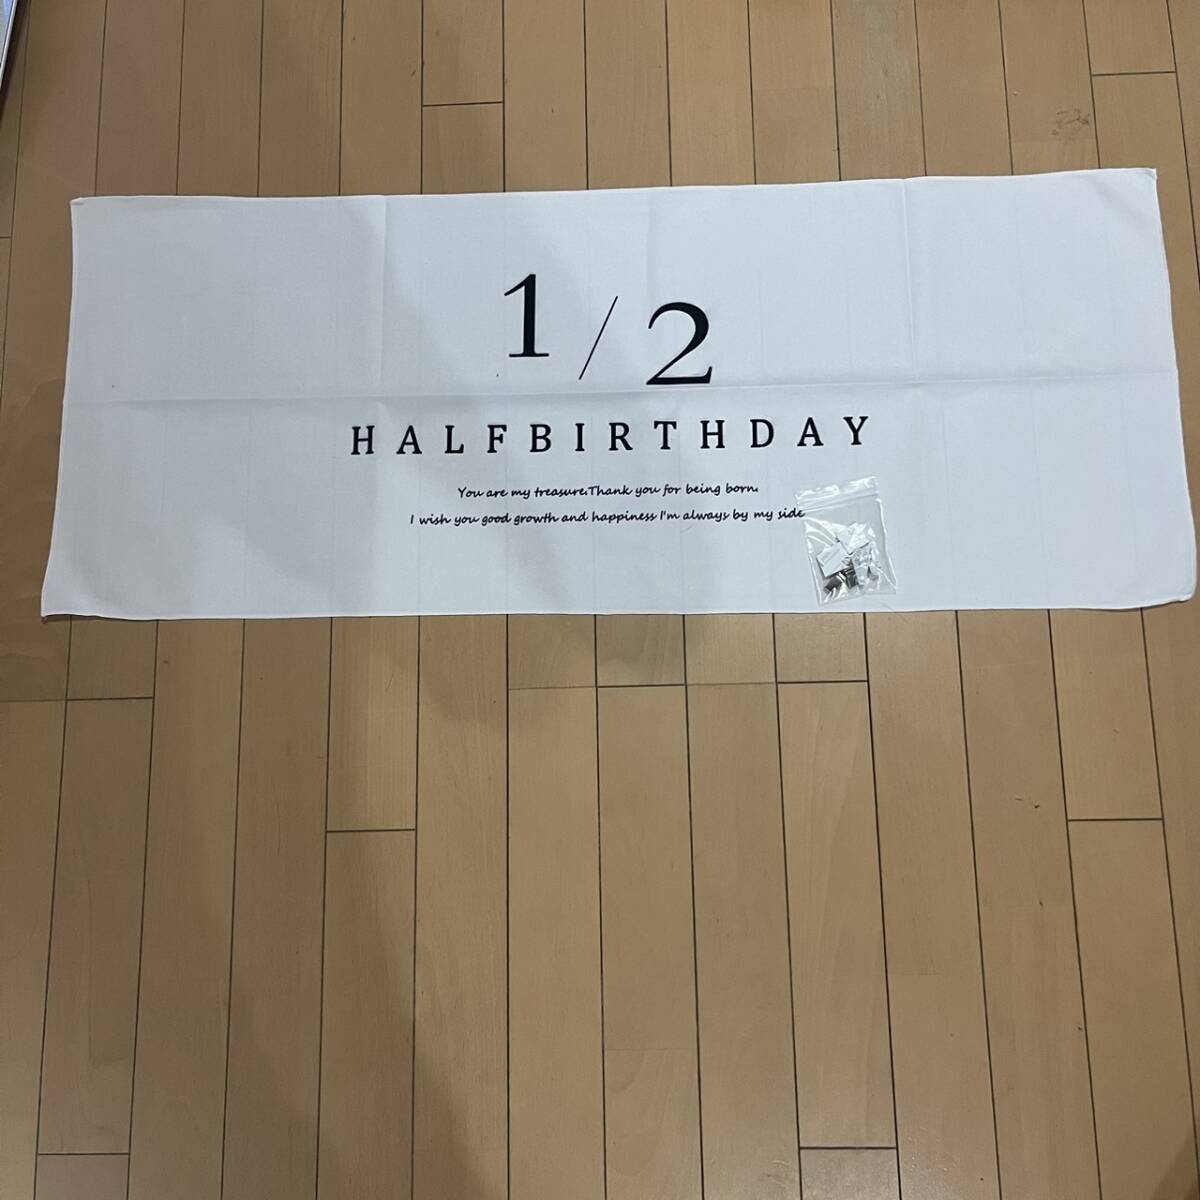 1/2
HALFBIRTHDAY
You are my treasure.Thank you for being born.
I wish you good growth and happiness I'm always by my side